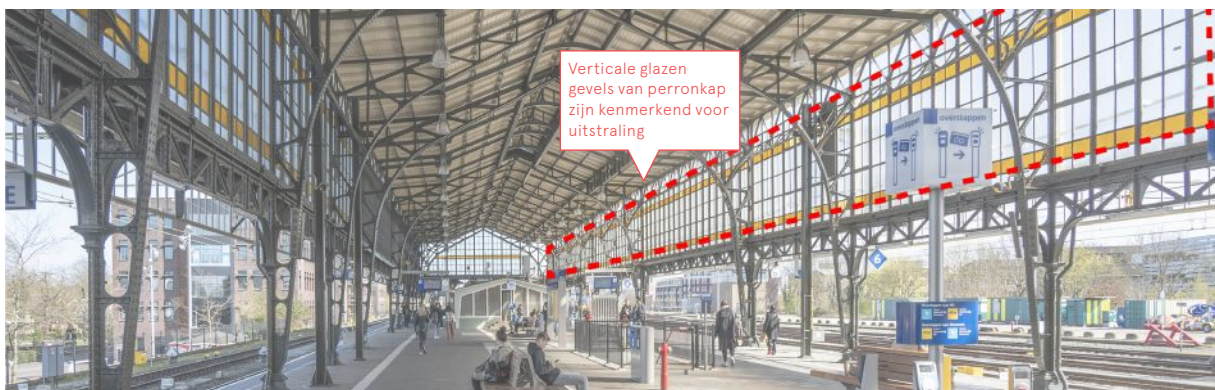 Verticale glazen
gevels van perronkap
zijn kenmerkend voor
uitstraling
overstappen
overstappen
E
6